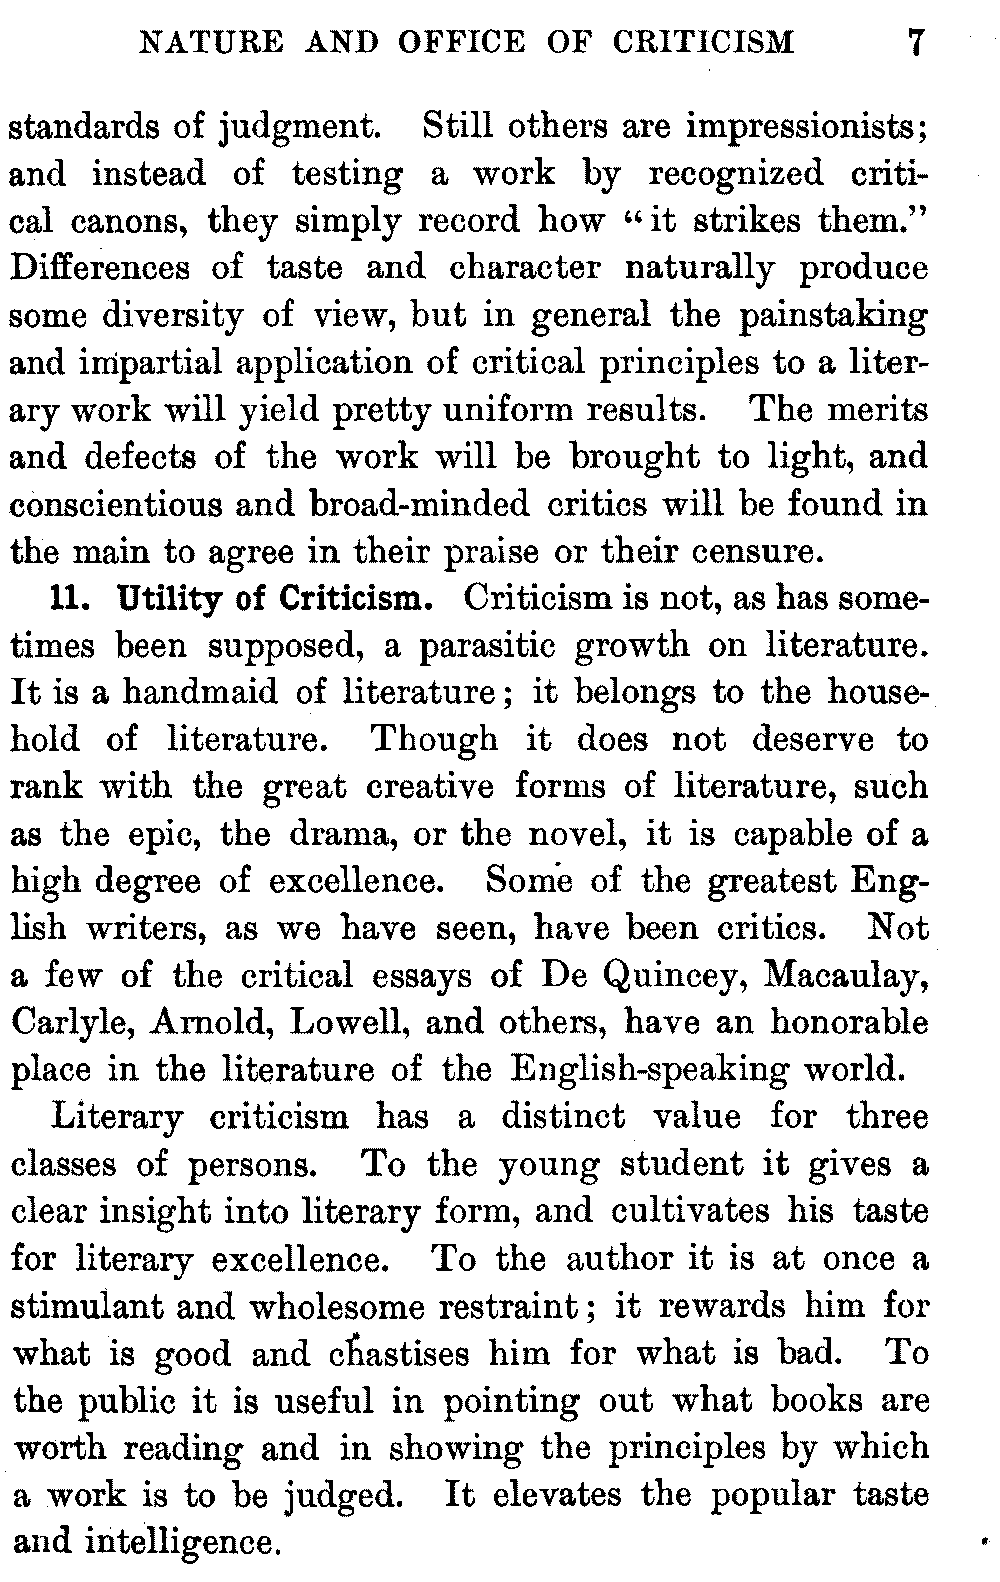 NATURE AND OFFICE OF CRITICISM 7
standards of judgment. Still others are impressionists;
and instead of testing a work by recognized criti-
cal canons, they simply record how "it strikes them."
Differences of taste and character naturally produce
some diversity of view, but in general the painstaking
and impartial application of critical principles to a liter-
ary work will yield pretty uniform results. The merits
and defects of the work will be brought to light, and
conscientious and broad-minded critics will be found in
the main to agree in their praise or their censure.
11. Utility of Criticism. Criticism is not, as has some-
times been supposed, a parasitic growth on literature.
It is a handmaid of literature; it belongs to the house-
hold of literature. Though it does not deserve to
rank with the great creative forms of literature, such
as the epic, the drama, or the novel, it is capable of a
high degree of excellence. Some of the greatest Eng-
lish writers, as we have seen, have been critics. Not
a few of the critical essays of De Quincey, Macaulay,
Carlyle, Arnold, Lowell, and others, have an honorable
place in the literature of the English-speaking world.
Literary criticism has a distinct value for three
classes of persons. To the young student it gives a
clear insight into literary form, and cultivates his taste
for literary excellence. To the author it is at once a
stimulant and wholesome restraint; it rewards him for
what is good and chastises him for what is bad. To
the public it is useful in pointing out what books are
worth reading and in showing the principles by which
a work is to be judged. It elevates the popular taste
and intelligence.